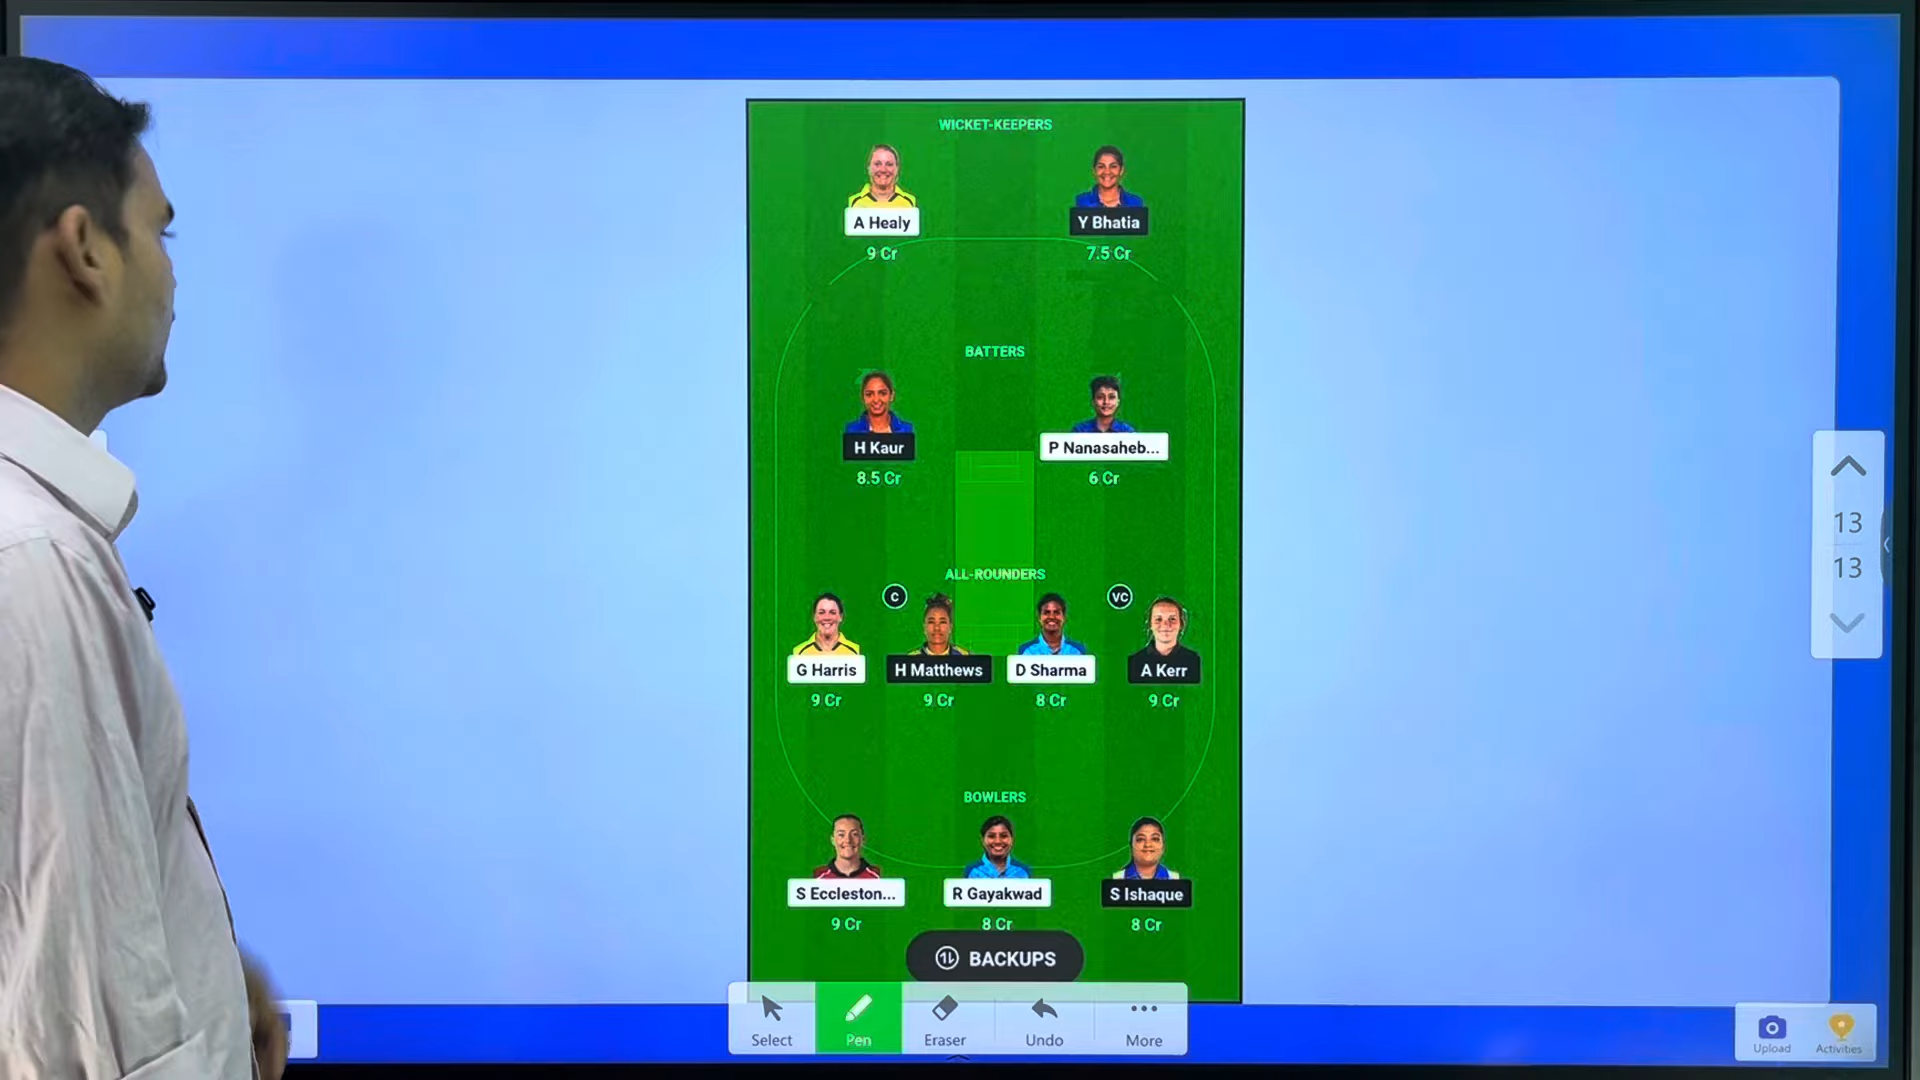 WICKET-KEEPERS
A Healy
Y Bhatia
9 Cr
7.5 Cr
BATTERS
H Kaur
P Nanasaheb...
8.5 Cr
6 Cr
ALL-ROUNDERS
C
VC
G Harris
H Matthews
D Sharma
A Kerr
9 Cr
9 Cr
8 Cr
9 Cr
BOWLERS
S Eccleston...
R Gayakwad
S Ishaque
9 Cr
8 Cr
8 Cr
BACKUPS
Select
Pen
Eraser
Undo
More
13
13
Upload
Activities